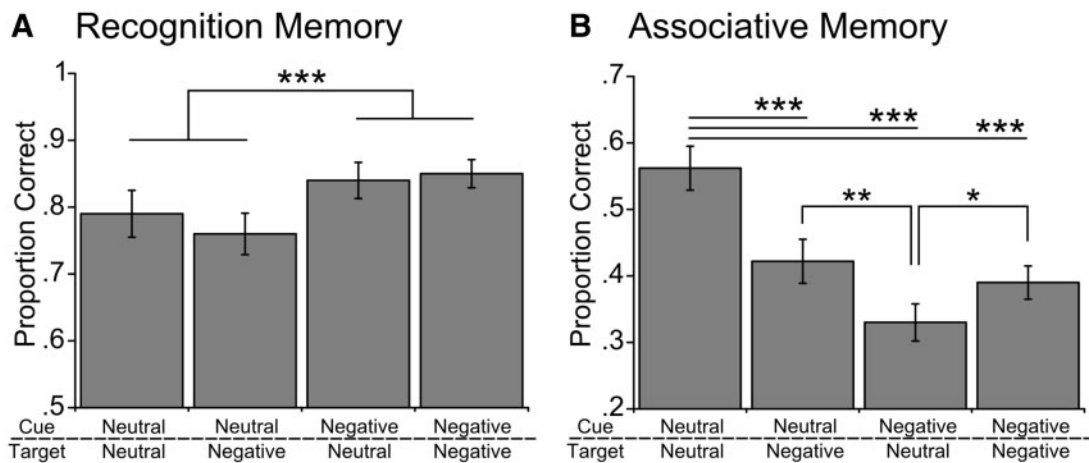 A Recognition Memory
B Associative Memory
Proportion Correct
1
.9
.8
.7
.6
.5
***
Cue Neutral Neutral Negative Negative
Target Neutral Negative Neutral Negative
Proportion Correct
.7
.6
.5
.4
.3
.2
***
***
***
**
*
Cue Neutral Neutral Negative Negative
Target Neutral Negative Neutral Negative